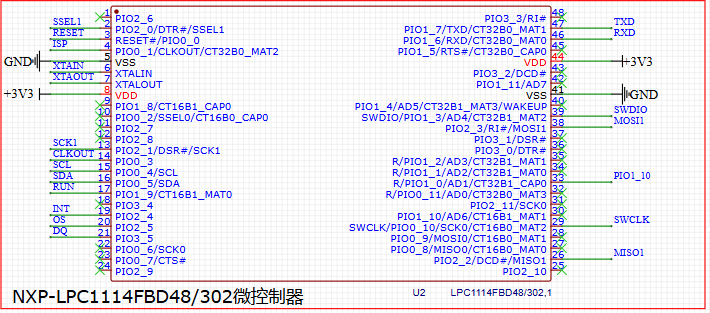 1 PIO2_6 PIO3_3/RI# 48
SSEL1 2 PIO2_0/DTR#/SSEL1 PIO1_7/TXD/CT32B0_MAT1 47 TXD
RESET 3 RESET#/PIO0_0 PIO1_6/RXD/CT32B0_MAT0 46 RXD
ISP 4 PIO0_1/CLKOUT/CT32B0_MAT2 PIO1_5/RTS#/CT32B0_CAP0 45
GND 5 VSS VDD 44 +3V3
XTAIN 6 XTALIN PIO3_2/DCD# 43
XTAOUT 7 XTALOUT PIO1_11/AD7 42
+3V3 8 VDD VSS 41 GND
9 PIO1_8/CT16B1_CAP0 PIO1_4/AD5/CT32B1_MAT3/WAKEUP 40
10 PIO0_2/SSEL0/CT16B0_CAP0 SWDIO/PIO1_3/AD4/CT32B1_MAT2 39 SWDIO
11 PIO2_7 PIO2_3/RI#/MOSI1 38 MOSI1
12 PIO2_8 PIO3_1/DSR# 37
SCK1 13 PIO2_1/DSR#/SCK1 PIO3_0/DTR# 36
CLKOUT 14 PIO0_3 R/PIO1_2/AD3/CT32B1_MAT1 35
SCL 15 PIO0_4/SCL R/PIO1_1/AD2/CT32B1_MAT0 34
SDA 16 PIO0_5/SDA R/PIO1_0/AD1/CT32B1_CAP0 33 PIO1_10
RUN 17 PIO1_9/CT16B1_MAT0 R/PIO0_11/AD0/CT32B0_MAT3 32
18 PIO3_4 PIO2_11/SCK0 31
INT 19 PIO2_4 PIO1_10/AD6/CT16B1_MAT1 30
OS 20 PIO2_5 SWCLK/PIO0_10/SCK0/CT16B0_MAT2 29 SWCLK
DQ 21 PIO3_5 PIO0_9/MOSI0/CT16B0_MAT1 28
22 PIO0_6/SCK0 PIO0_8/MISO0/CT16B0_MAT0 27
23 PIO0_7/CTS# PIO2_2/DCD#/MISO1 26 MISO1
24 PIO2_9 PIO2_10 25
NXP-LPC1114FBD48/302微控制器 U2 LPC1114FBD48/302,1